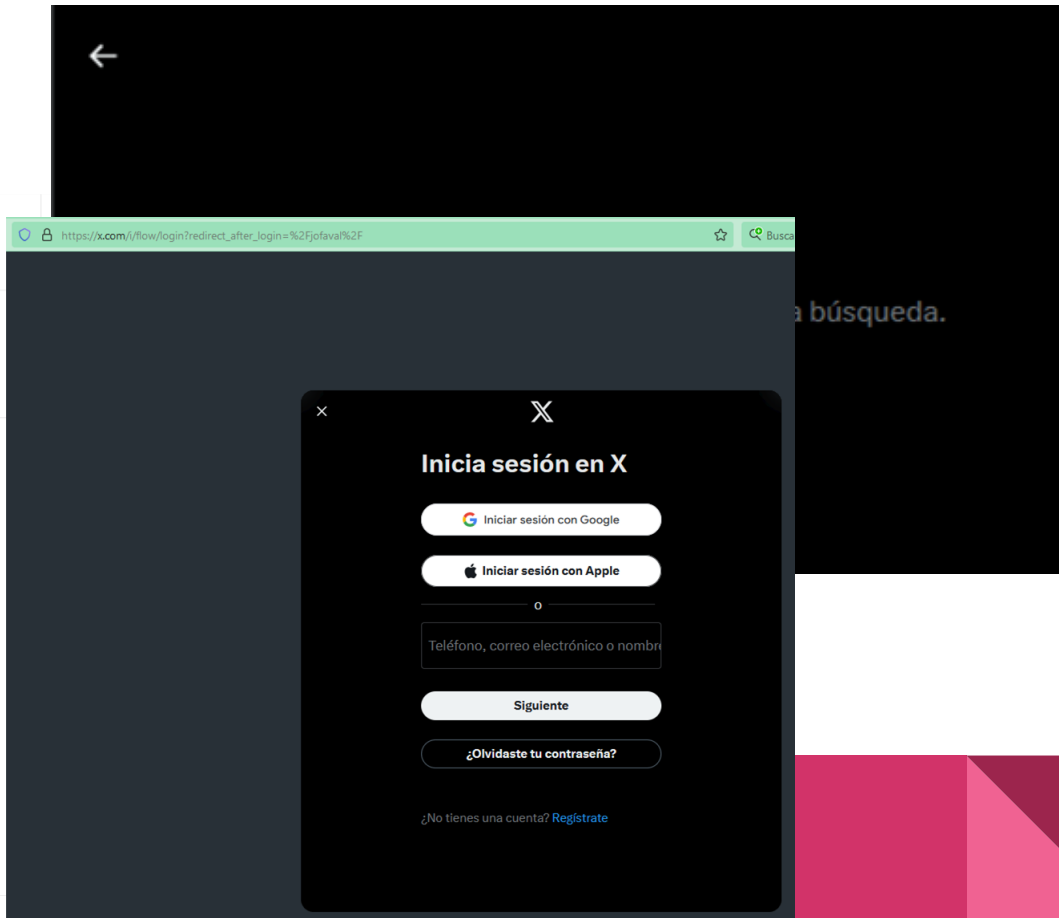 https://x.com/i/flow/login?redirect_after_login=%2Fjofaval%2F
búsqueda.
Inicia sesión en X
Iniciar sesión con Google
Iniciar sesión con Apple
o
Teléfono, correo electrónico o
Siguiente
¿Olvidaste tu contraseña?
¿No tienes una cuenta? Regístrate